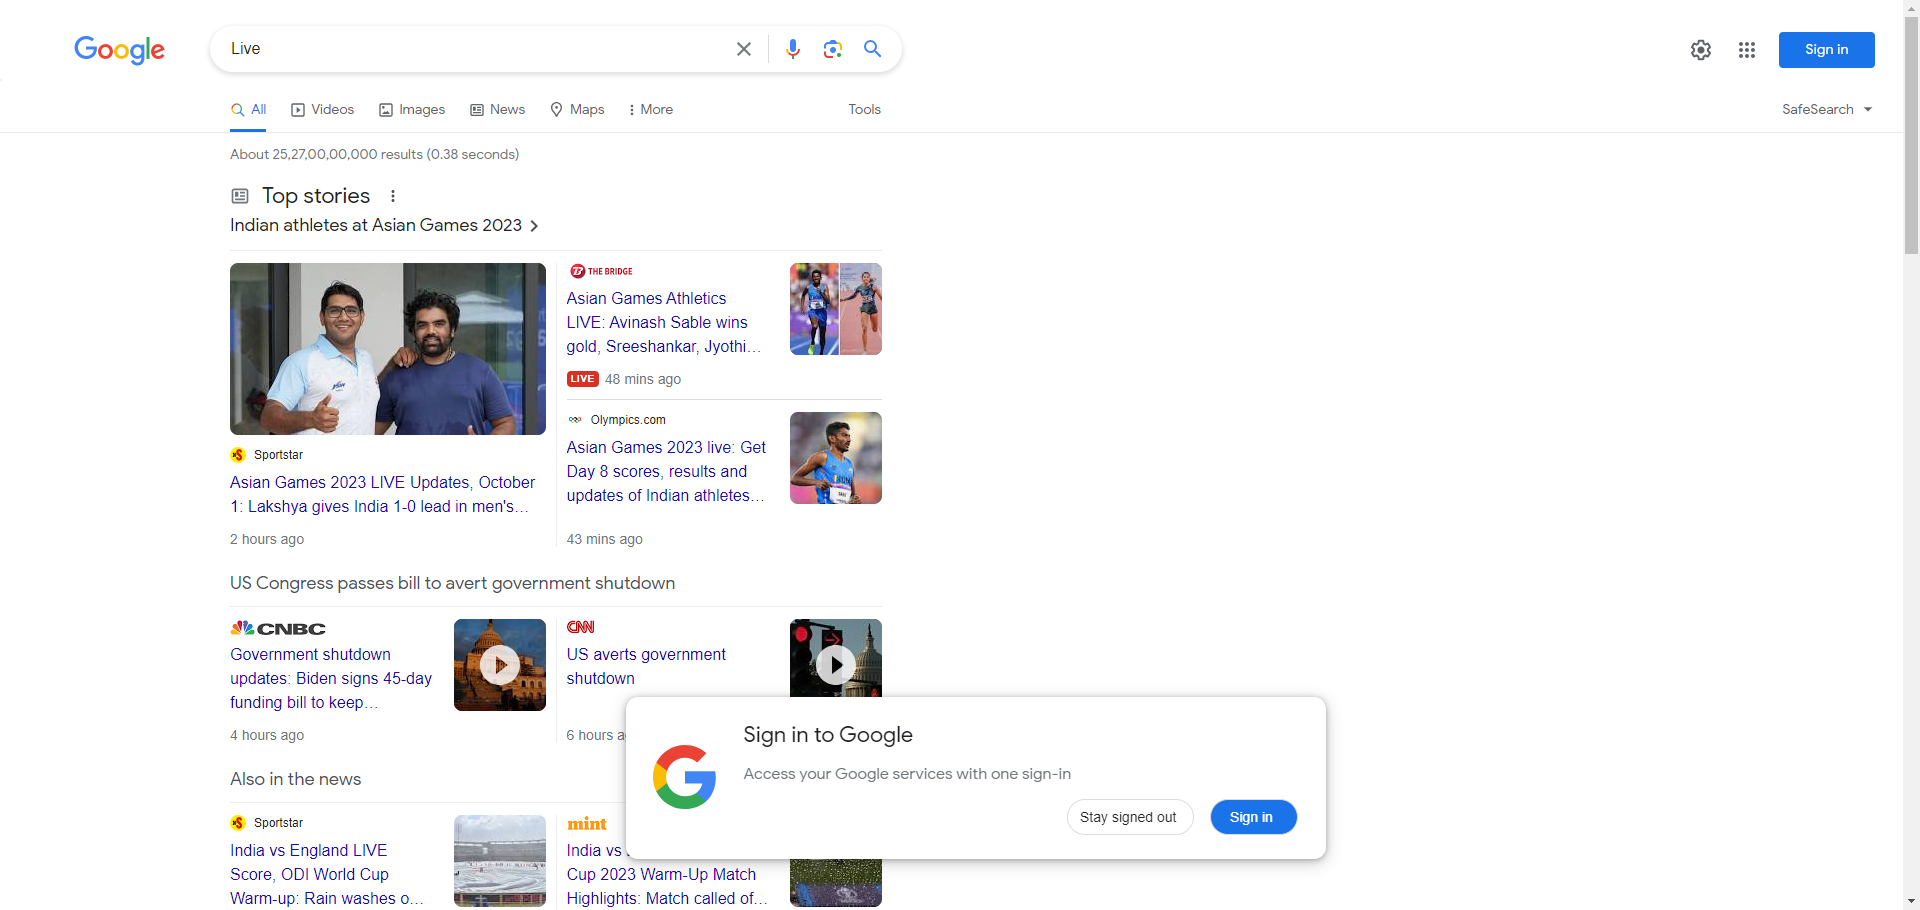 Google
Live
Sign in
All
Videos
Images
News
Maps
More
Tools
SafeSearch
About 25,27,00,00,000 results (0.38 seconds)
Top stories
Indian athletes at Asian Games 2023
Sportstar
Asian Games 2023 LIVE Updates, October
1: Lakshya gives India 1-0 lead in men's...
2 hours ago
THE BRIDGE
Asian Games Athletics
LIVE: Avinash Sable wins
gold, Sreeshankar, Jyothi...
LIVE 48 mins ago
Olympics.com
Asian Games 2023 live: Get
Day 8 scores, results and
updates of Indian athletes...
43 mins ago
US Congress passes bill to avert government shutdown
CNBC
Government shutdown
updates: Biden signs 45-day
funding bill to keep...
4 hours ago
CNN
US averts government
shutdown
6 hours
Also in the news
Sportstar
India vs England LIVE
Score, ODI World Cup
Warm-up: Rain washes o...
mint
India vs
Cup 2023 Warm-Up Match
Highlights: Match called of...
Sign in to Google
Access your Google services with one sign-in
Stay signed out
Sign in